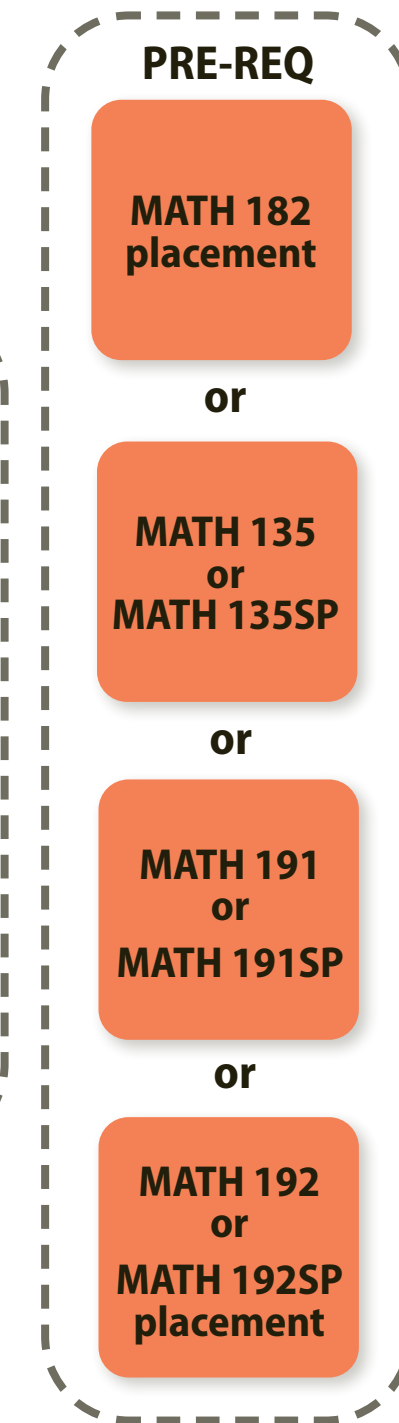 PRE-REQ
MATH 182
placement
or
MATH 135
or
MATH 135SP
or
MATH 191
or
MATH 191SP
or
MATH 192
or
MATH 192SP
placement